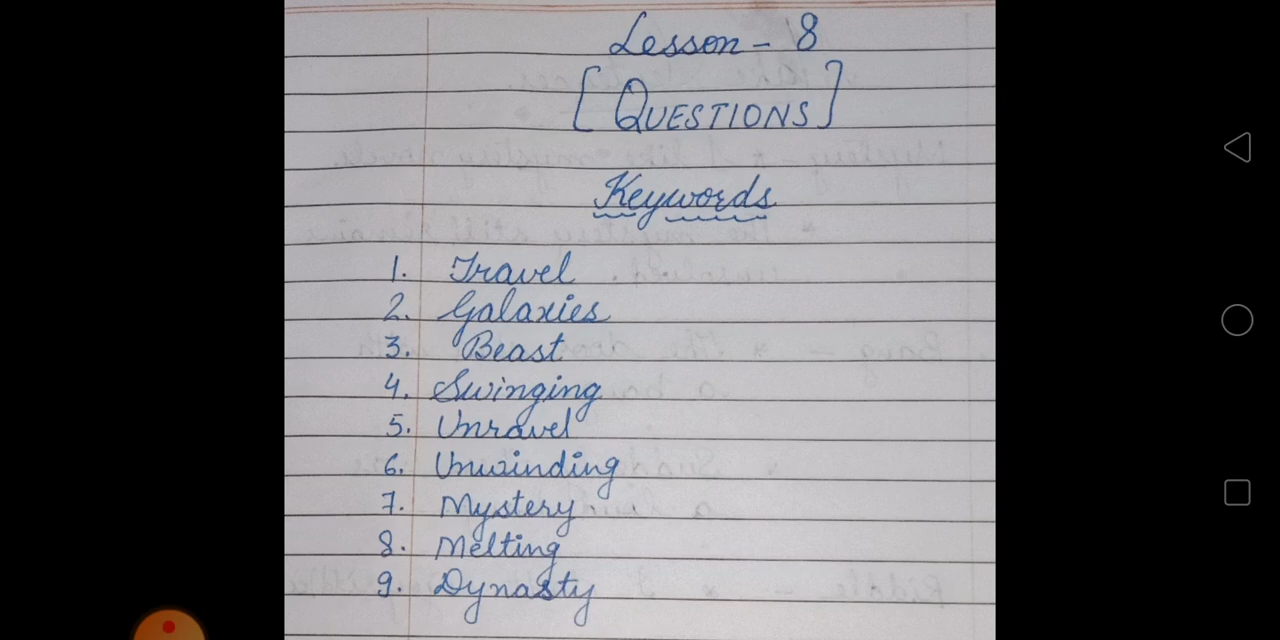 Lesson - 8
[QUESTIONS]
Keywords
1. Travel
2. Galaxies
3. Beast
4. Swinging
5. Unravel
6. Unwinding
7. Mystery
8. Melting
9. Dynasty